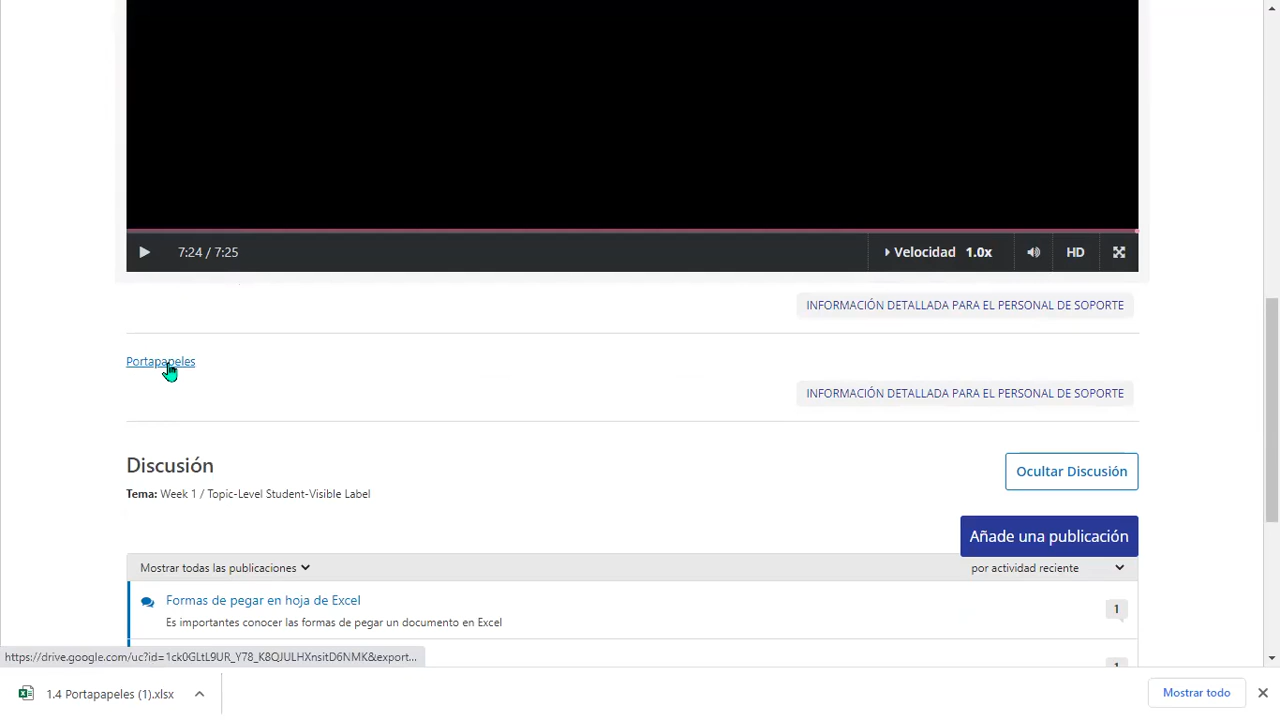 7:24 / 7:25
Velocidad 1.0x
HD
INFORMACIÓN DETALLADA PARA EL PERSONAL DE SOPORTE
Portapapeles
INFORMACIÓN DETALLADA PARA EL PERSONAL DE SOPORTE
Discusión
Ocultar Discusión
Tema: Week 1 / Topic-Level Student-Visible Label
Añade una publicación
Mostrar todas las publicaciones
por actividad reciente
Formas de pegar en hoja de Excel
1
Es importantes conocer las formas de pegar un documento en Excel
1
https://drive.google.com/uc?id=1ck0GLtL9UR_Y78_K8QJULHXnsitD6NMK&export...
1.4 Portapapeles (1).xlsx
Mostrar todo